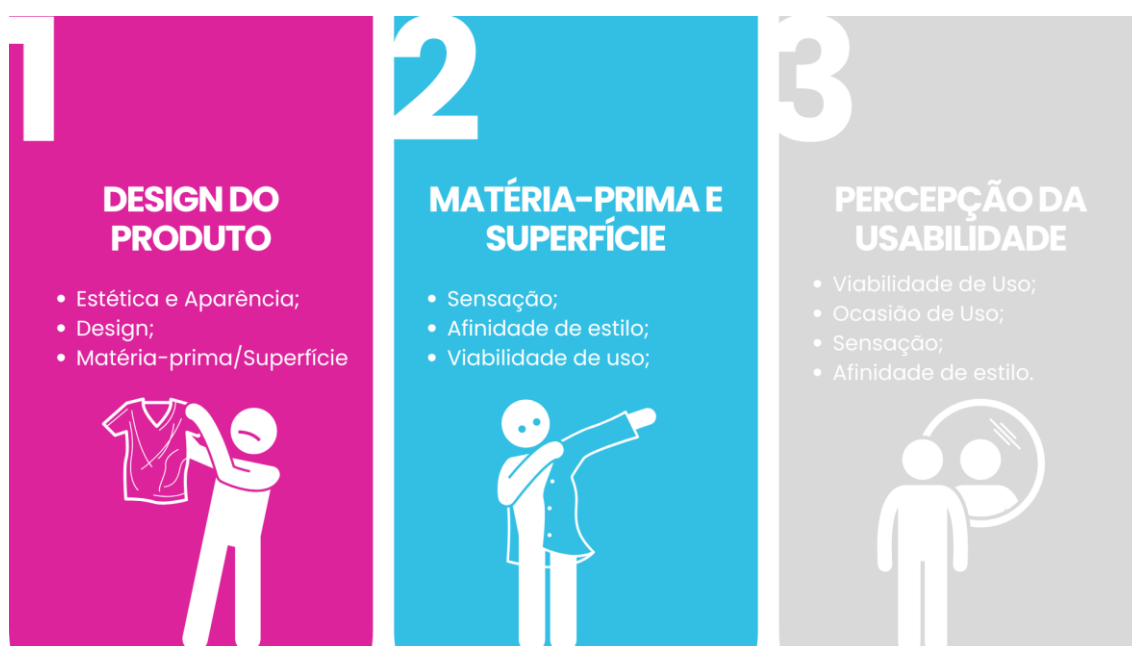 1
DESIGN DO
PRODUTO
• Estética e Aparência;
• Design;
• Matéria-prima/Superfície
2
MATÉRIA-PRIMA E
SUPERFÍCIE
• Sensação;
• Afinidade de estilo;
• Viabilidade de uso;
3
PERCEPÇÃO DA
USABILIDADE
• Viabilidade de Uso;
• Ocasião de Uso;
• Sensação;
• Afinidade de estilo.